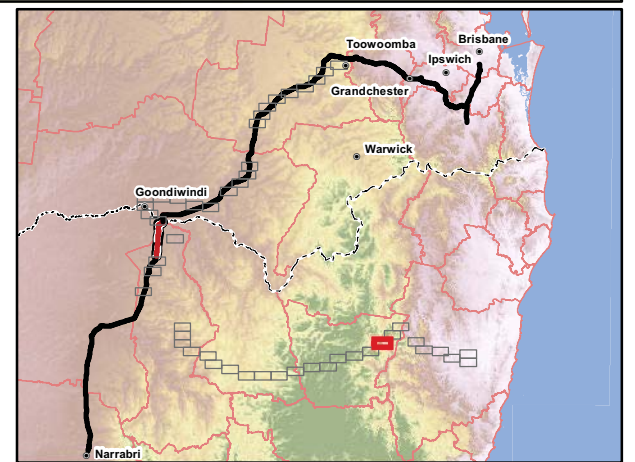 Brisbane
Toowoomba
Ipswich
Grandchester
Warwick
Goondiwindi
Narrabri